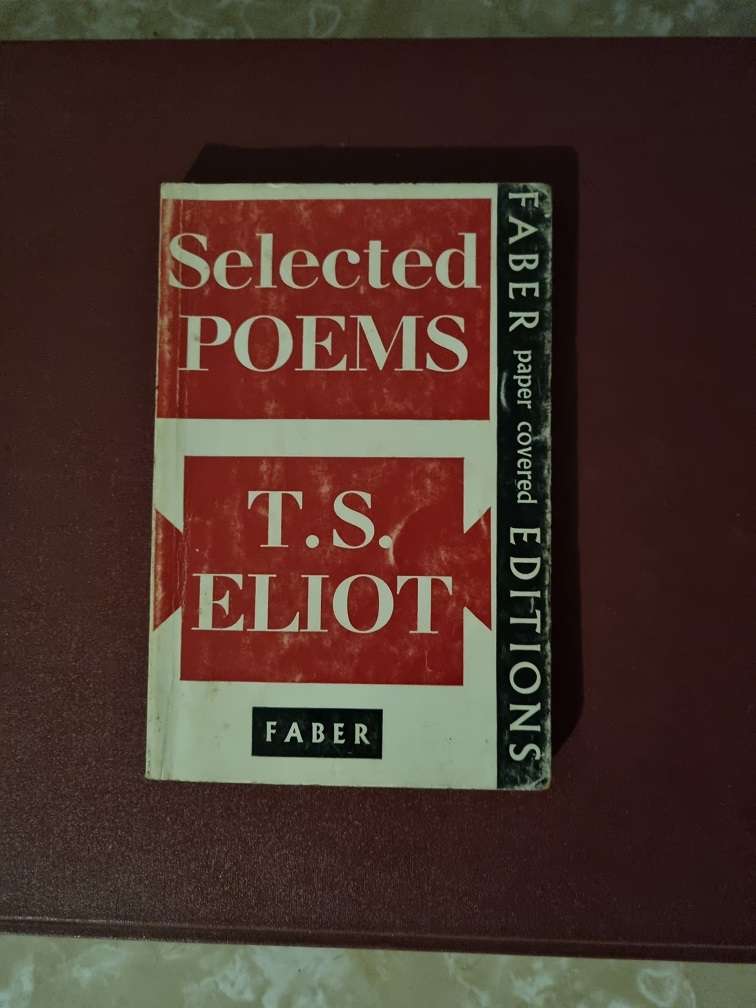 Selected
POEMS
T.S.
ELIOT
FABER
FABER paper covered EDITIONS